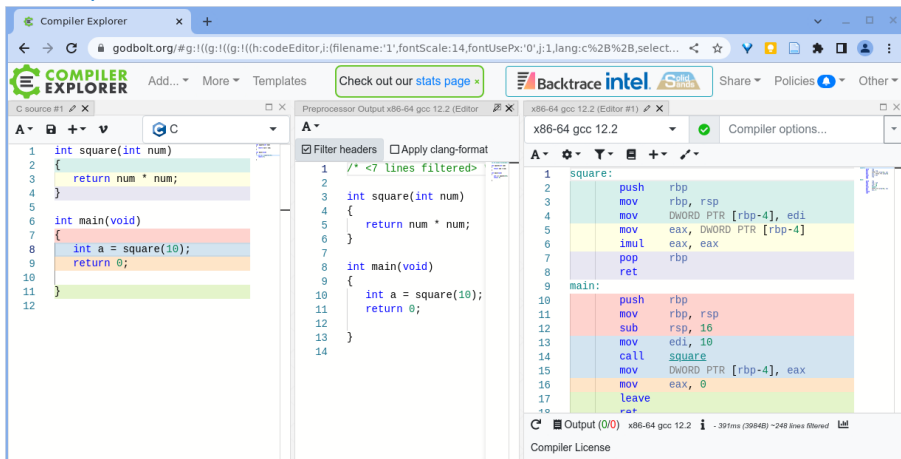 Compiler Explorer
godbolt.org/#g:!((g:!((g:!((h:codeEditor,i:(filename:'1',fontScale:14,fontUsePx:'0',j:1,lang:c%2B%2B,select...
COMPILER
EXPLORER
Add...
More
Templates
Check out our stats page ×
Backtrace
intel.
Solid Sands
Share
Policies
Other
C source #1
A
C
1 int square(int num)
2 {
3 return num * num;
4 }
5
6 int main(void)
7 {
8 int a = square(10);
9 return 0;
10
11 }
12
Preprocessor Output x86-64 gcc 12.2 (Editor
A
Filter headers
Apply clang-format
1 /* <7 lines filtered>
2
3 int square(int num)
4 {
5 return num * num;
6 }
7
8 int main(void)
9 {
10 int a = square(10);
11 return 0;
12
13 }
14
x86-64 gcc 12.2 (Editor #1)
x86-64 gcc 12.2
Compiler options...
A
1 square:
2 push rbp
3 mov rbp, rsp
4 mov DWORD PTR [rbp-4], edi
5 mov eax, DWORD PTR [rbp-4]
6 imul eax, eax
7 pop rbp
8 ret
9 main:
10 push rbp
11 mov rbp, rsp
12 sub rsp, 16
13 mov edi, 10
14 call square
15 mov DWORD PTR [rbp-4], eax
16 mov eax, 0
17 leave
18 ret
Output (0/0) x86-64 gcc 12.2 i - 391ms (3984B) ~248 lines filtered
Compiler License